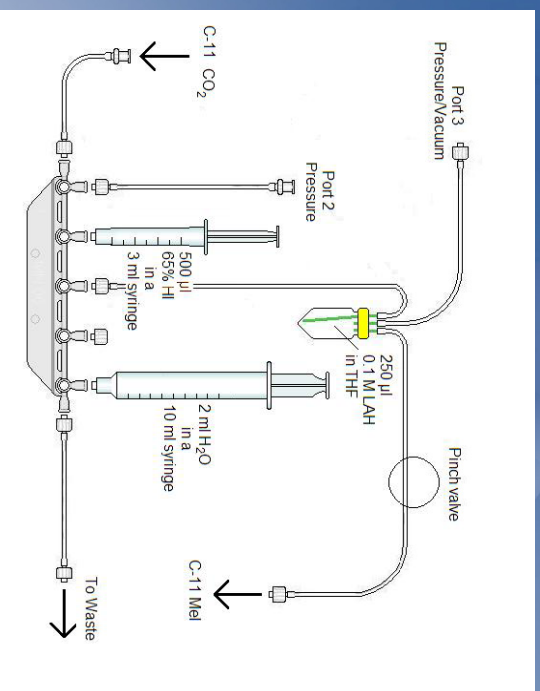 C-11 CO2
Port 3
Pressure/Vacuum
Port 2
Pressure
500 µl
65% HI
in a
3 ml syringe
250 µl
0.1 M LAH
in THF
2 ml H2O
in a
10 ml syringe
Pinch valve
C-11 MeI
To Waste